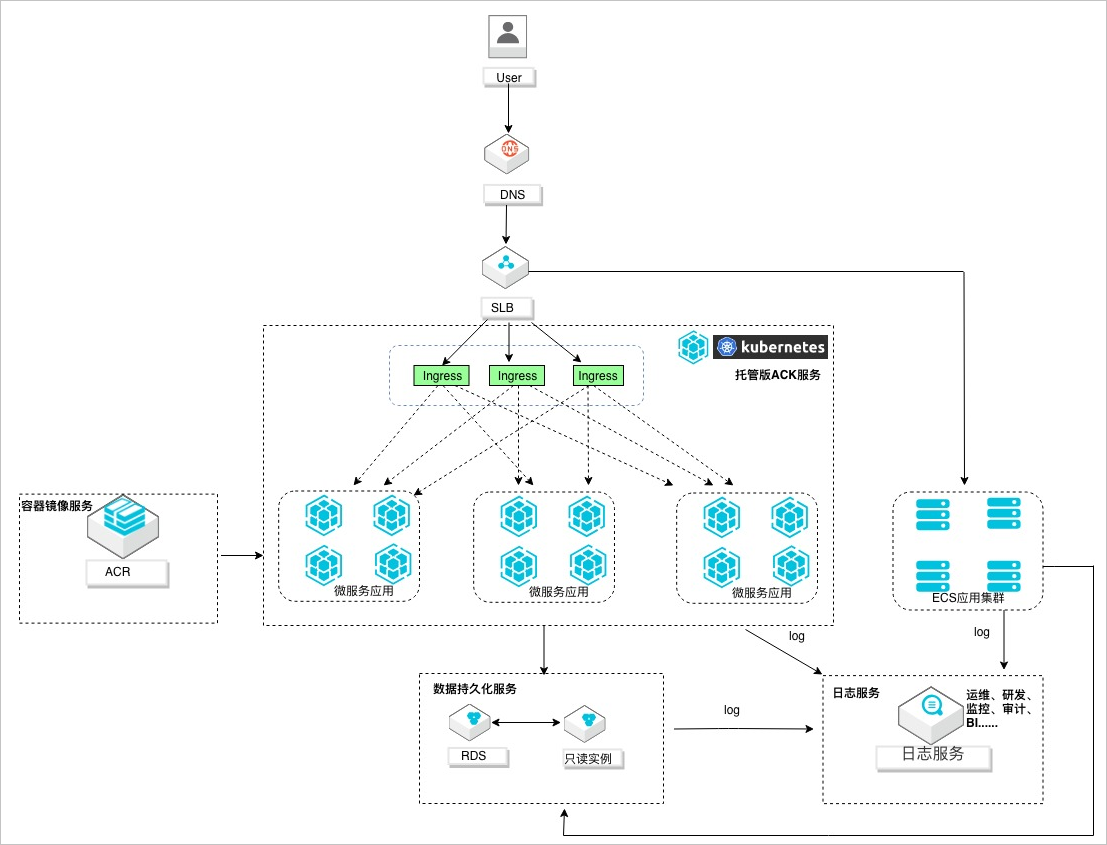 User
DNS
DNS
SLB
kubernetes
托管版ACK服务
Ingress
Ingress
Ingress
容器镜像服务
ACR
微服务应用
微服务应用
微服务应用
ECS应用集群
log
log
数据持久化服务
RDS
只读实例
log
日志服务
运维、研发、
监控、审计、
BI......
日志服务